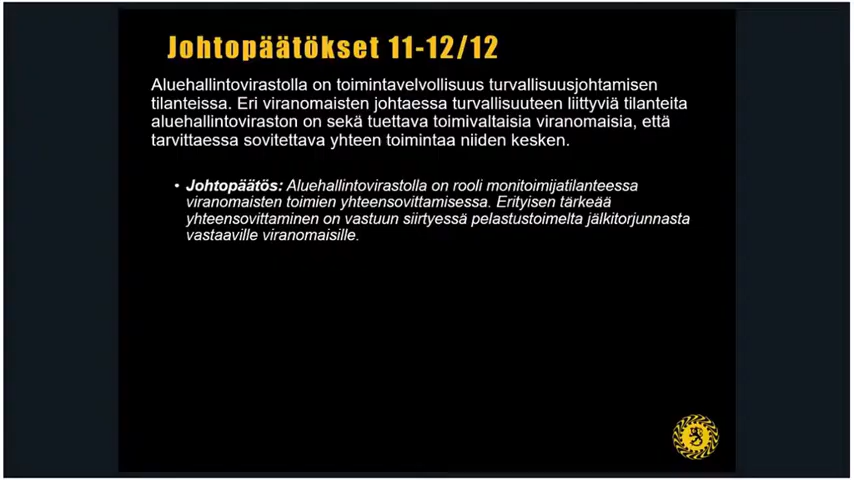 Johtopäätökset 11-12/12
Aluehallintovirastolla on toimintavelvollisuus turvallisuusjohtamisen
tilanteissa. Eri viranomaisten johtaessa turvallisuuteen liittyviä tilanteita
aluehallintoviraston on sekä tuettava toimivaltaisia viranomaisia, että
tarvittaessa sovitettava yhteen toimintaa niiden kesken.
• Johtopäätös: Aluehallintovirastolla on rooli monitoimijatilanteessa
viranomaisten toimien yhteensovittamisessa. Erityisen tärkeää
yhteensovittaminen on vastuun siirtyessä pelastustoimelta jälkitorjunnasta
vastaaville viranomaisille.